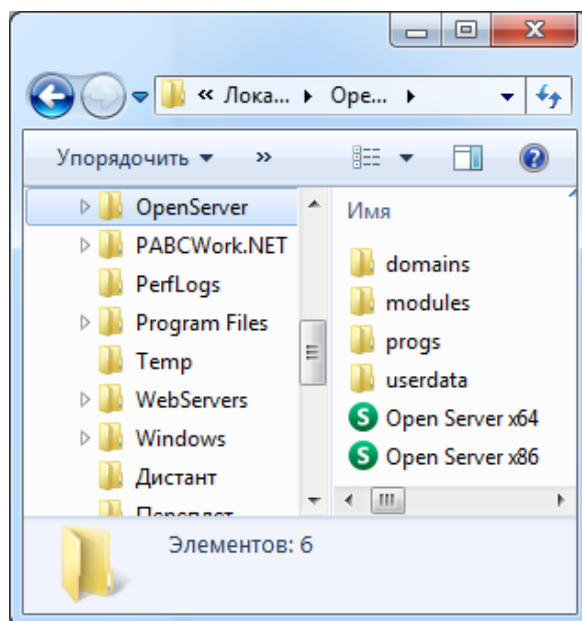 « Лока... Ope...
Упорядочить »
OpenServer
PABCWork.NET
PerfLogs
Program Files
Temp
WebServers
Windows
Дистант
Имя
domains
modules
progs
userdata
Open Server x64
Open Server x86
Элементов: 6